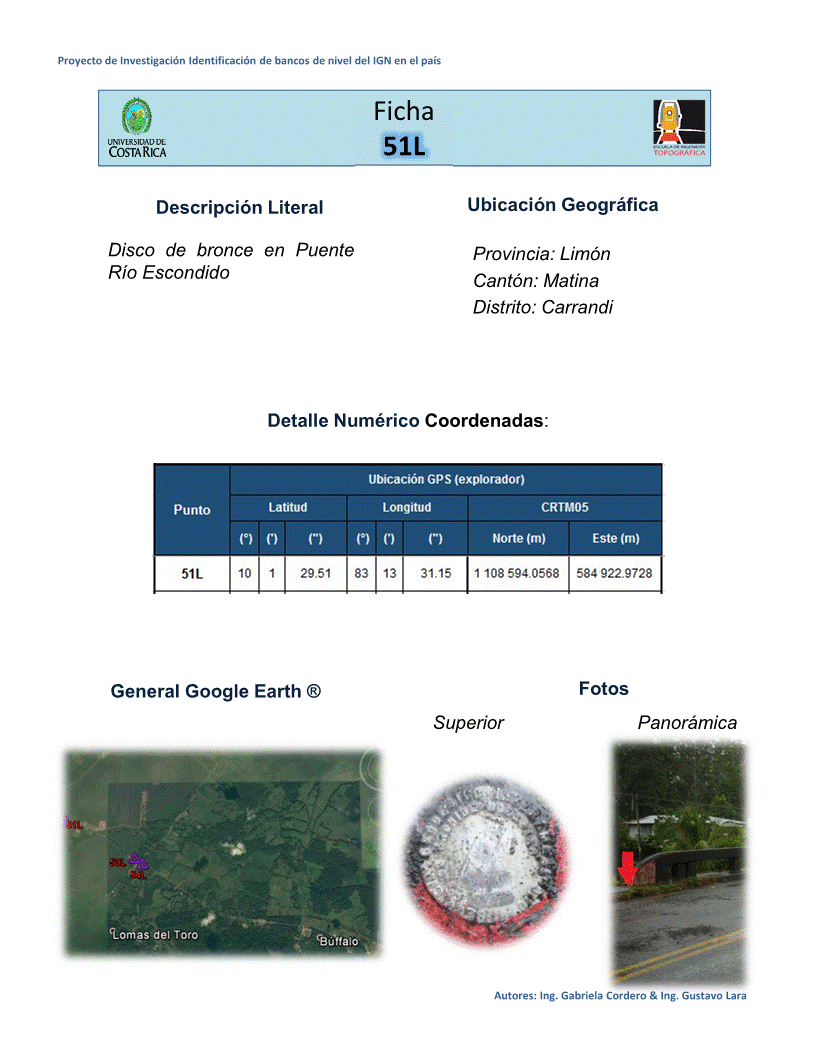 Proyecto de Investigación Identificación de bancos de nivel del IGN en el país
UNIVERSIDAD DE
COSTA RICA
Ficha
51L
ESCUELA DE INGENIERÍA
TOPOGRÁFICA
Descripción Literal
Disco de bronce en Puente
Río Escondido
Ubicación Geográfica
Provincia: Limón
Cantón: Matina
Distrito: Carrandi
Detalle Numérico Coordenadas:
Punto
Ubicación GPS (explorador)
Latitud Longitud CRTM05
(°) (') (") (°) (') (") Norte (m) Este (m)
51L 10 1 29.51 83 13 31.15 1 108 594.0568 584 922.9728
General Google Earth ®
Fotos
Superior Panorámica
51L
54L
Lomas del Toro
Búffalo
Autores: Ing. Gabriela Cordero & Ing. Gustavo Lara